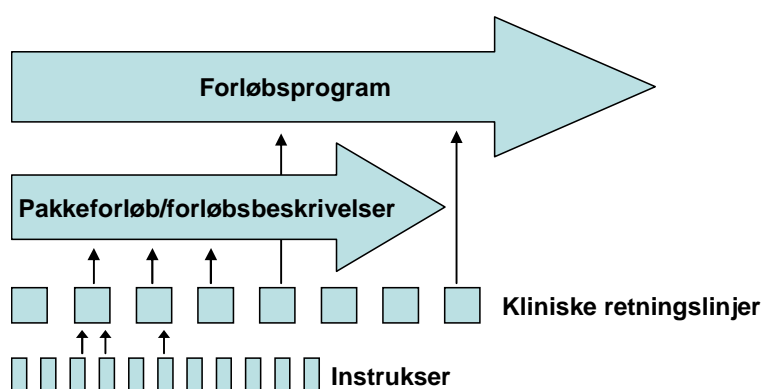 Forløbsprogram
Pakkeforløb/forløbsbeskrivelser
Kliniske retningslinjer
Instrukser